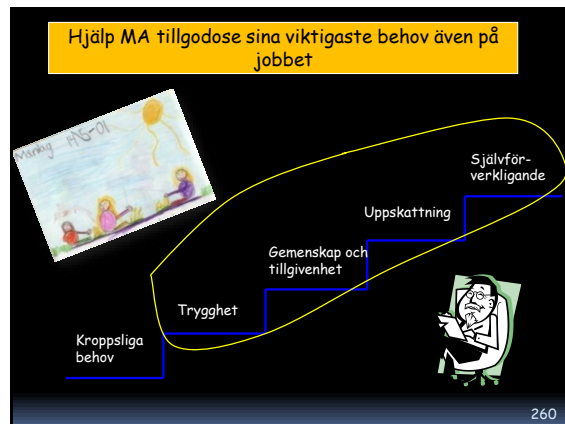 Hjälp MA tillgodose sina viktigaste behov även på
jobbet
Självför-
verkligande
Uppskattning
Gemenskap och
tillgivenhet
Trygghet
Kroppsliga
behov
260